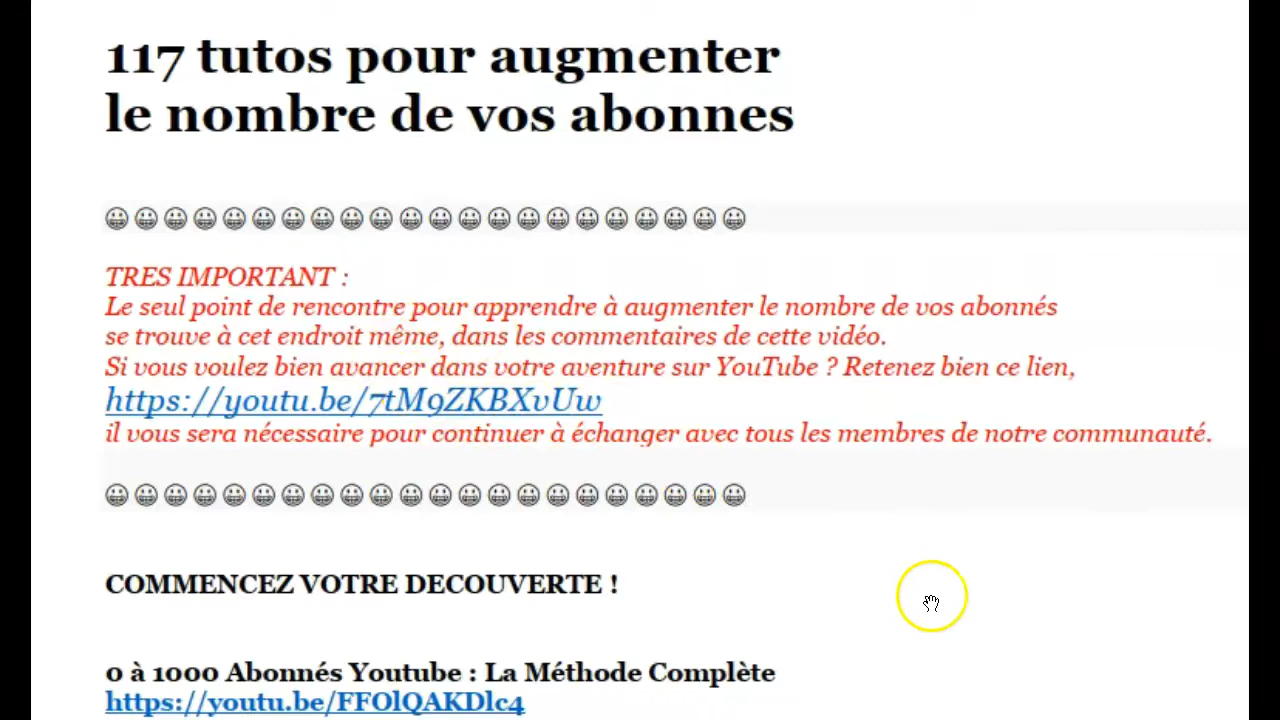 117 tutos pour augmenter
le nombre de vos abonnes
😀😀😀😀😀😀😀😀😀😀😀😀😀😀😀😀😀😀😀😀😀😀
TRES IMPORTANT :
Le seul point de rencontre pour apprendre à augmenter le nombre de vos abonnés
se trouve à cet endroit même, dans les commentaires de cette vidéo.
Si vous voulez bien avancer dans votre aventure sur YouTube ? Retenez bien ce lien,
https://youtu.be/7tM9ZKBXvUw
il vous sera nécessaire pour continuer à échanger avec tous les membres de notre communauté.
😀😀😀😀😀😀😀😀😀😀😀😀😀😀😀😀😀😀😀😀😀😀
COMMENCEZ VOTRE DECOUVERTE !
0 à 1000 Abonnés Youtube : La Méthode Complète
https://youtu.be/FFOlQAKDlc4